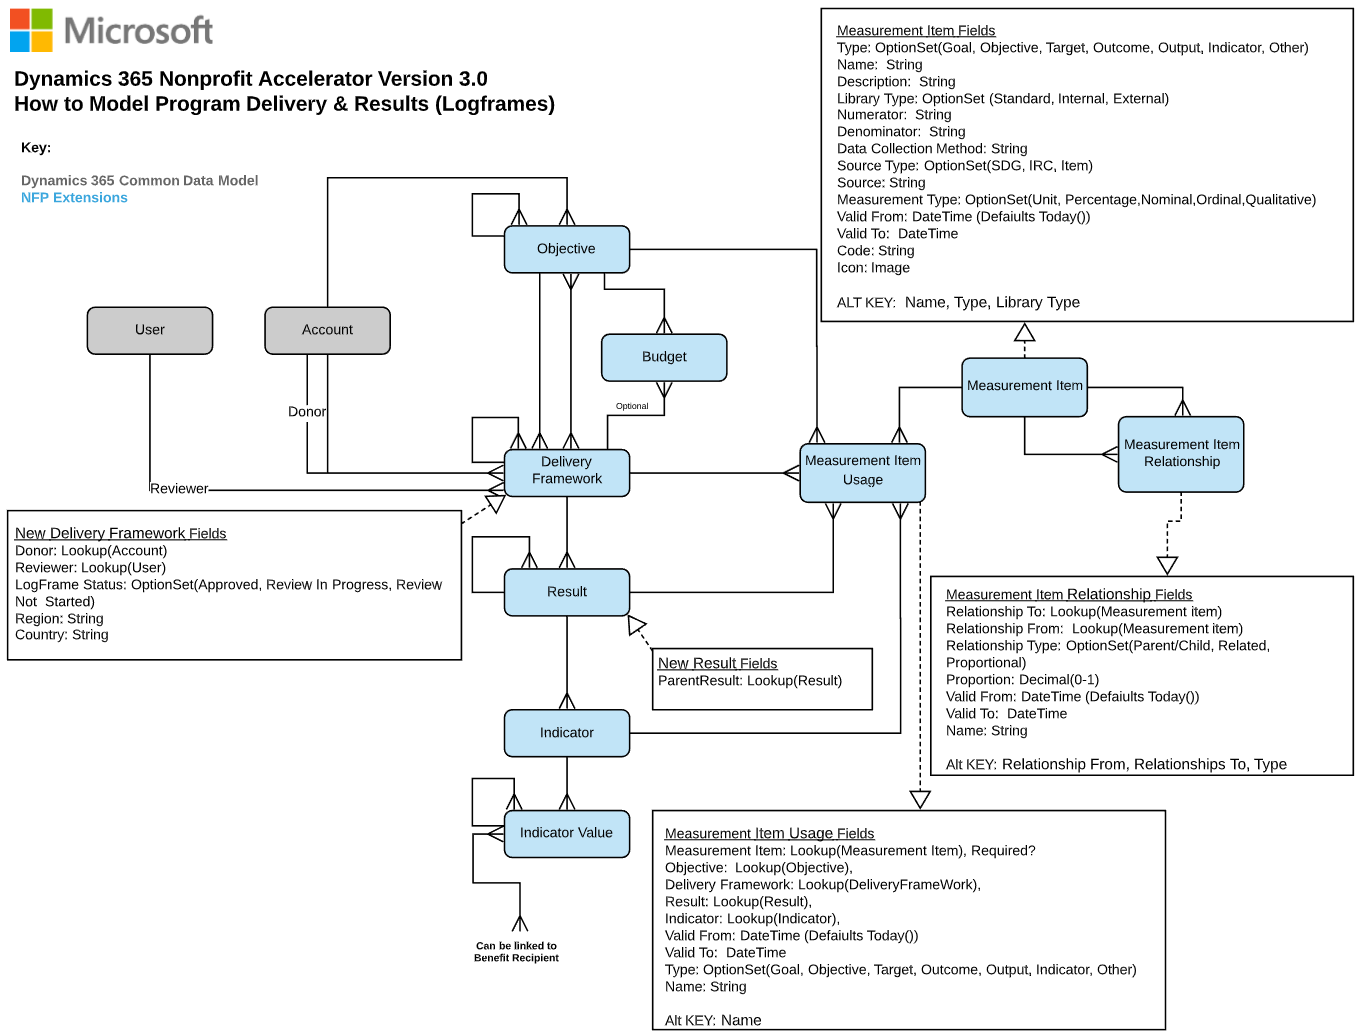 Microsoft
Dynamics 365 Nonprofit Accelerator Version 3.0
How to Model Program Delivery & Results (Logframes)
Key:
Dynamics 365 Common Data Model
NFP Extensions
Measurement Item Fields
Type: OptionSet(Goal, Objective, Target, Outcome, Output, Indicator, Other)
Name:  String
Description:  String
Library Type: OptionSet (Standard, Internal, External)
Numerator:  String
Denominator:  String
Data Collection Method: String
Source Type: OptionSet(SDG, IRC, Item)
Source: String
Measurement Type: OptionSet(Unit, Percentage,Nominal,Ordinal,Qualitative)
Valid From: DateTime (Defaiults Today())
Valid To:  DateTime
Code: String
Icon: Image
ALT KEY:  Name, Type, Library Type
Objective
User
Account
Budget
Optional
Donor
Reviewer
Delivery
Framework
Measurement Item
Usage
Measurement Item
Measurement Item
Relationship
New Delivery Framework Fields
Donor: Lookup(Account)
Reviewer: Lookup(User)
LogFrame Status: OptionSet(Approved, Review In Progress, Review
Not  Started)
Region: String
Country: String
Result
New Result Fields
ParentResult: Lookup(Result)
Measurement Item Relationship Fields
Relationship To: Lookup(Measurement item)
Relationship From:  Lookup(Measurement item)
Relationship Type: OptionSet(Parent/Child, Related,
Proportional)
Proportion: Decimal(0-1)
Valid From: DateTime (Defaiults Today())
Valid To:  DateTime
Name: String
Alt KEY: Relationship From, Relationships To, Type
Indicator
Indicator Value
Can be linked to
Benefit Recipient
Measurement Item Usage Fields
Measurement Item: Lookup(Measurement Item), Required?
Objective:  Lookup(Objective),
Delivery Framework: Lookup(DeliveryFrameWork),
Result: Lookup(Result),
Indicator: Lookup(Indicator),
Valid From: DateTime (Defaiults Today())
Valid To:  DateTime
Type: OptionSet(Goal, Objective, Target, Outcome, Output, Indicator, Other)
Name: String
Alt KEY: Name